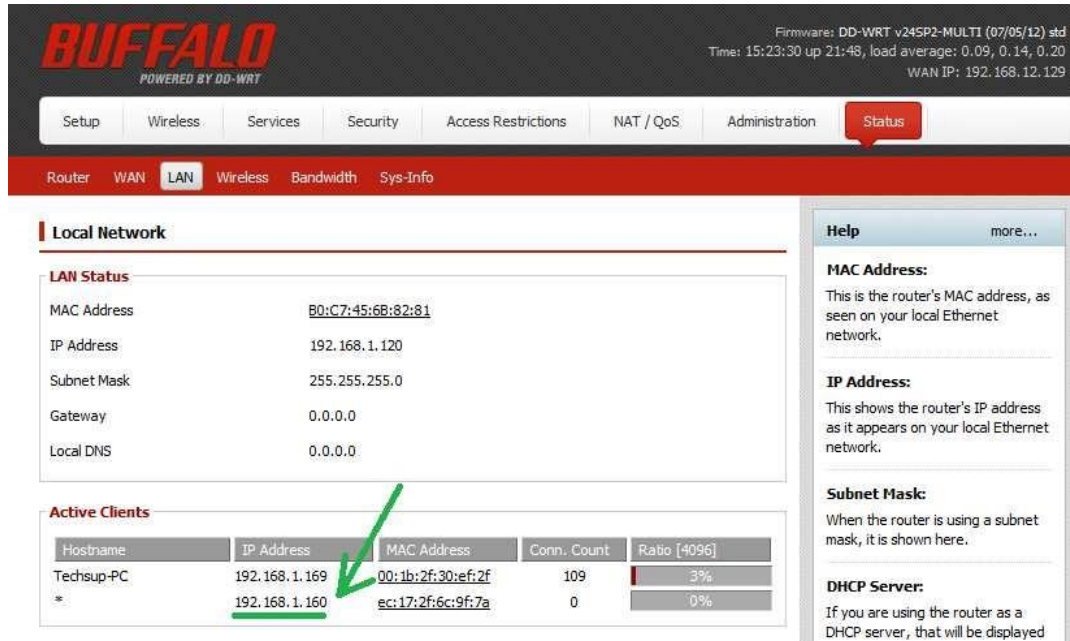 BUFFALO
POWERED BY DD-WRT
Firmware: DD-WRT v24SP2-MULTI (07/05/12) std
Time: 15:23:30 up 21:48, load average: 0.09, 0.14, 0.20
WAN IP: 192.168.12.129
Setup Wireless Services Security Access Restrictions NAT / QoS Administration Status
Router WAN LAN Wireless Bandwidth Sys-Info
Local Network
LAN Status
MAC Address B0:C7:45:6B:82:81
IP Address 192.168.1.120
Subnet Mask 255.255.255.0
Gateway 0.0.0.0
Local DNS 0.0.0.0
Active Clients
Hostname IP Address MAC Address Conn. Count Ratio [4096]
Techsup-PC 192.168.1.169 00:1b:2f:30:ef:2f 109 3%
* 192.168.1.160 ec:17:2f:6c:9f:7a 0 0%
Help more...
MAC Address:
This is the router's MAC address, as
seen on your local Ethernet
network.
IP Address:
This shows the router's IP address
as it appears on your local Ethernet
network.
Subnet Mask:
When the router is using a subnet
mask, it is shown here.
DHCP Server:
If you are using the router as a
DHCP server, that will be displayed